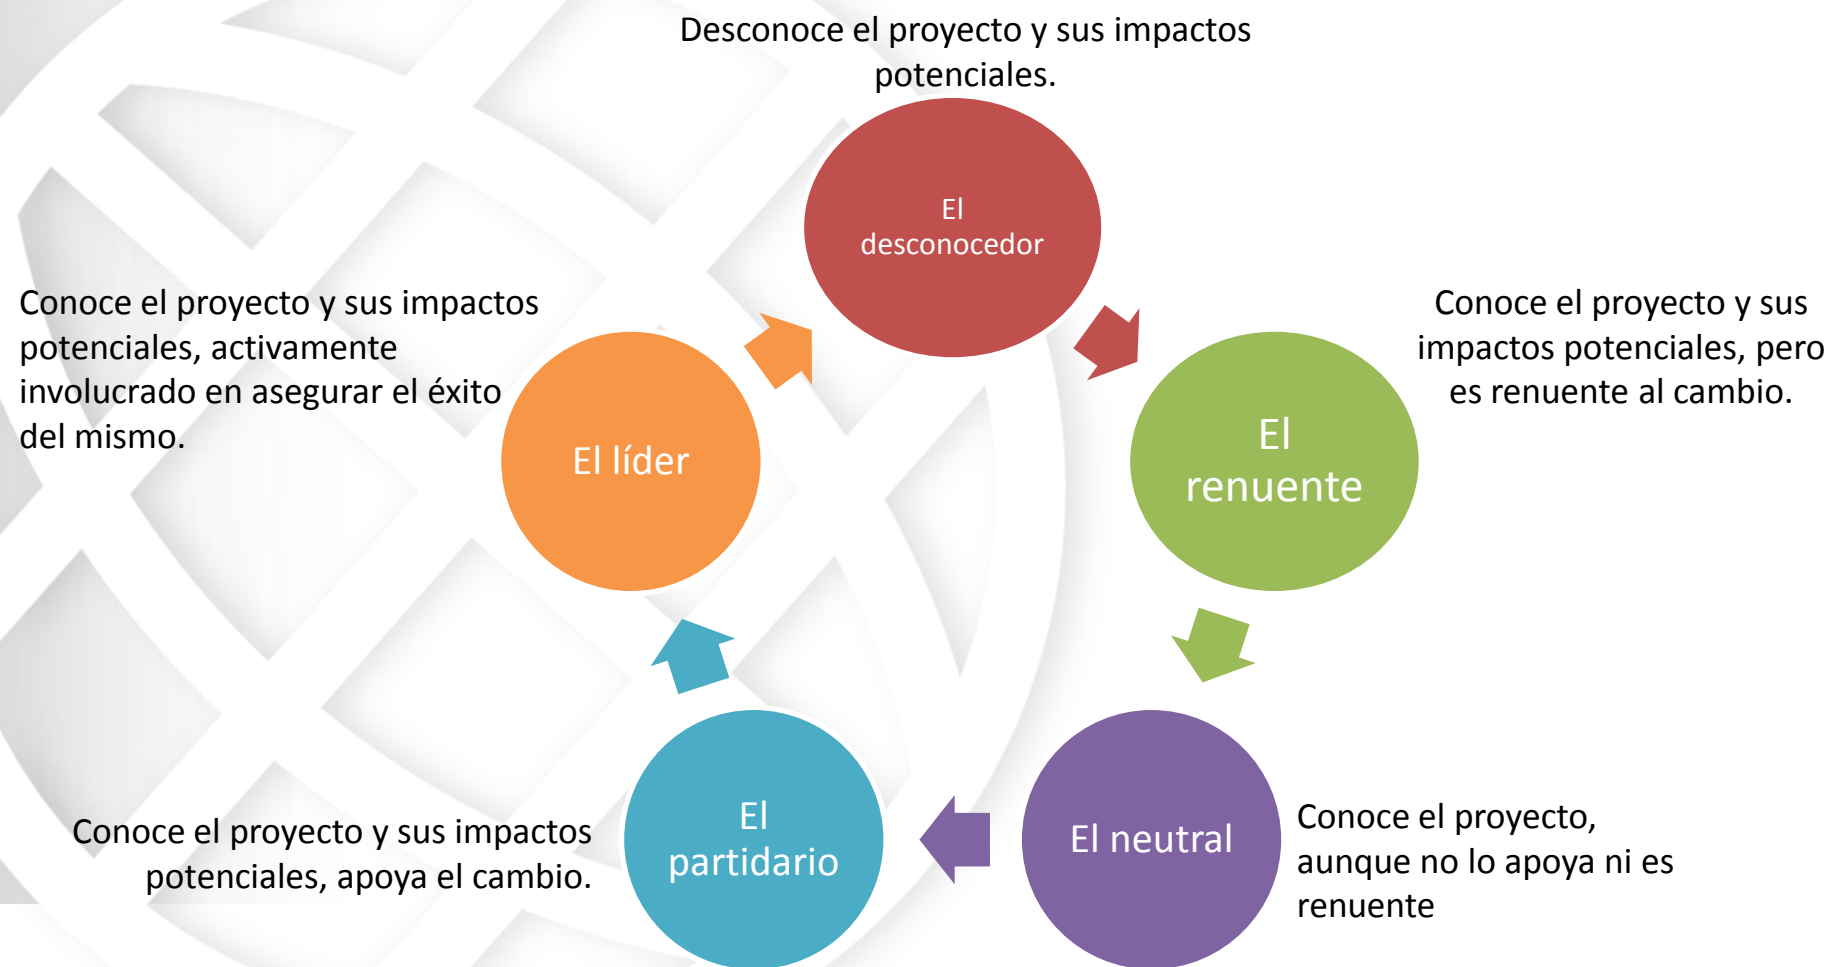 Desconoce el proyecto y sus impactos
potenciales.
El
desconocedor
Conoce el proyecto y sus
impactos potenciales, pero
es renuente al cambio.
El
renuente
Conoce el proyecto,
aunque no lo apoya ni es
renuente
El neutral
Conoce el proyecto y sus impactos
potenciales, apoya el cambio.
El
partidario
Conoce el proyecto y sus impactos
potenciales, activamente
involucrado en asegurar el éxito
del mismo.
El líder